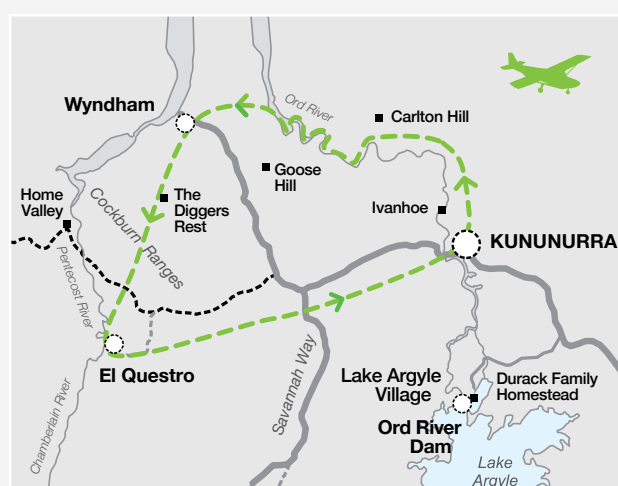 Wyndham
Ord River
Carlton Hill
Goose
Hill
Home
Valley
The
Diggers
Rest
Cockburn Ranges
Ivanhoe
KUNUNURRA
Pentecost River
El Questro
Savannah Way
Lake Argyle
Village
Durack Family
Homestead
Ord River
Dam
Chamberlain River
Lake
Argyle